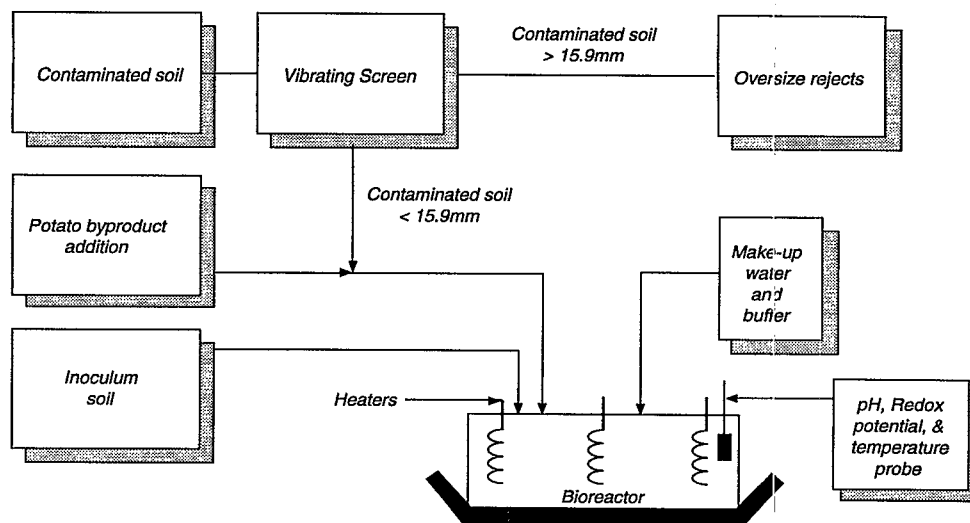 Contaminated soil
Vibrating Screen
Contaminated soil
> 15.9mm
Oversize rejects
Contaminated soil
< 15.9mm
Potato byproduct
addition
Make-up
water
and
buffer
Inoculum
soil
Heaters
pH, Redox
potential, &
temperature
probe
Bioreactor